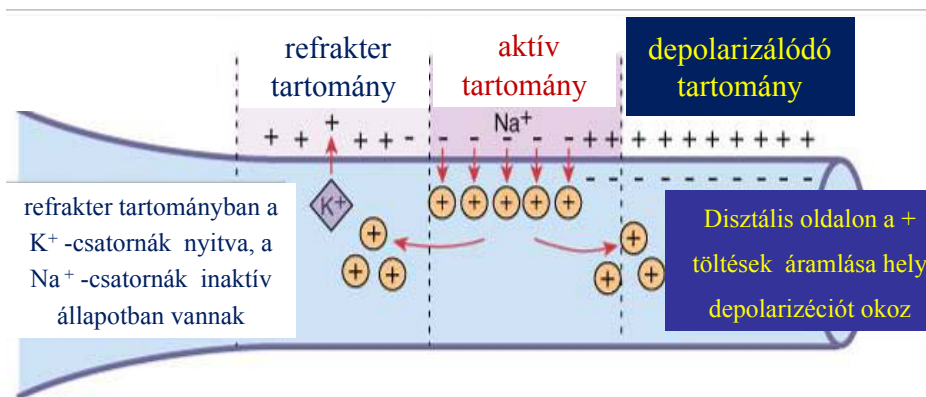 refrakter
tartomány
aktív
tartomány
depolarizálódó
tartomány
Na+
+ + + + + - - - - - - + + + + + + + + + + +
- - - - - - - - - -
K+
+ + + + +
+ + +
+ + +
refrakter tartományban a
K+ -csatornák nyitva, a
Na+ -csatornák inaktív
állapotban vannak
Disztális oldalon a +
töltések áramlása hely
depolarizéciót okoz